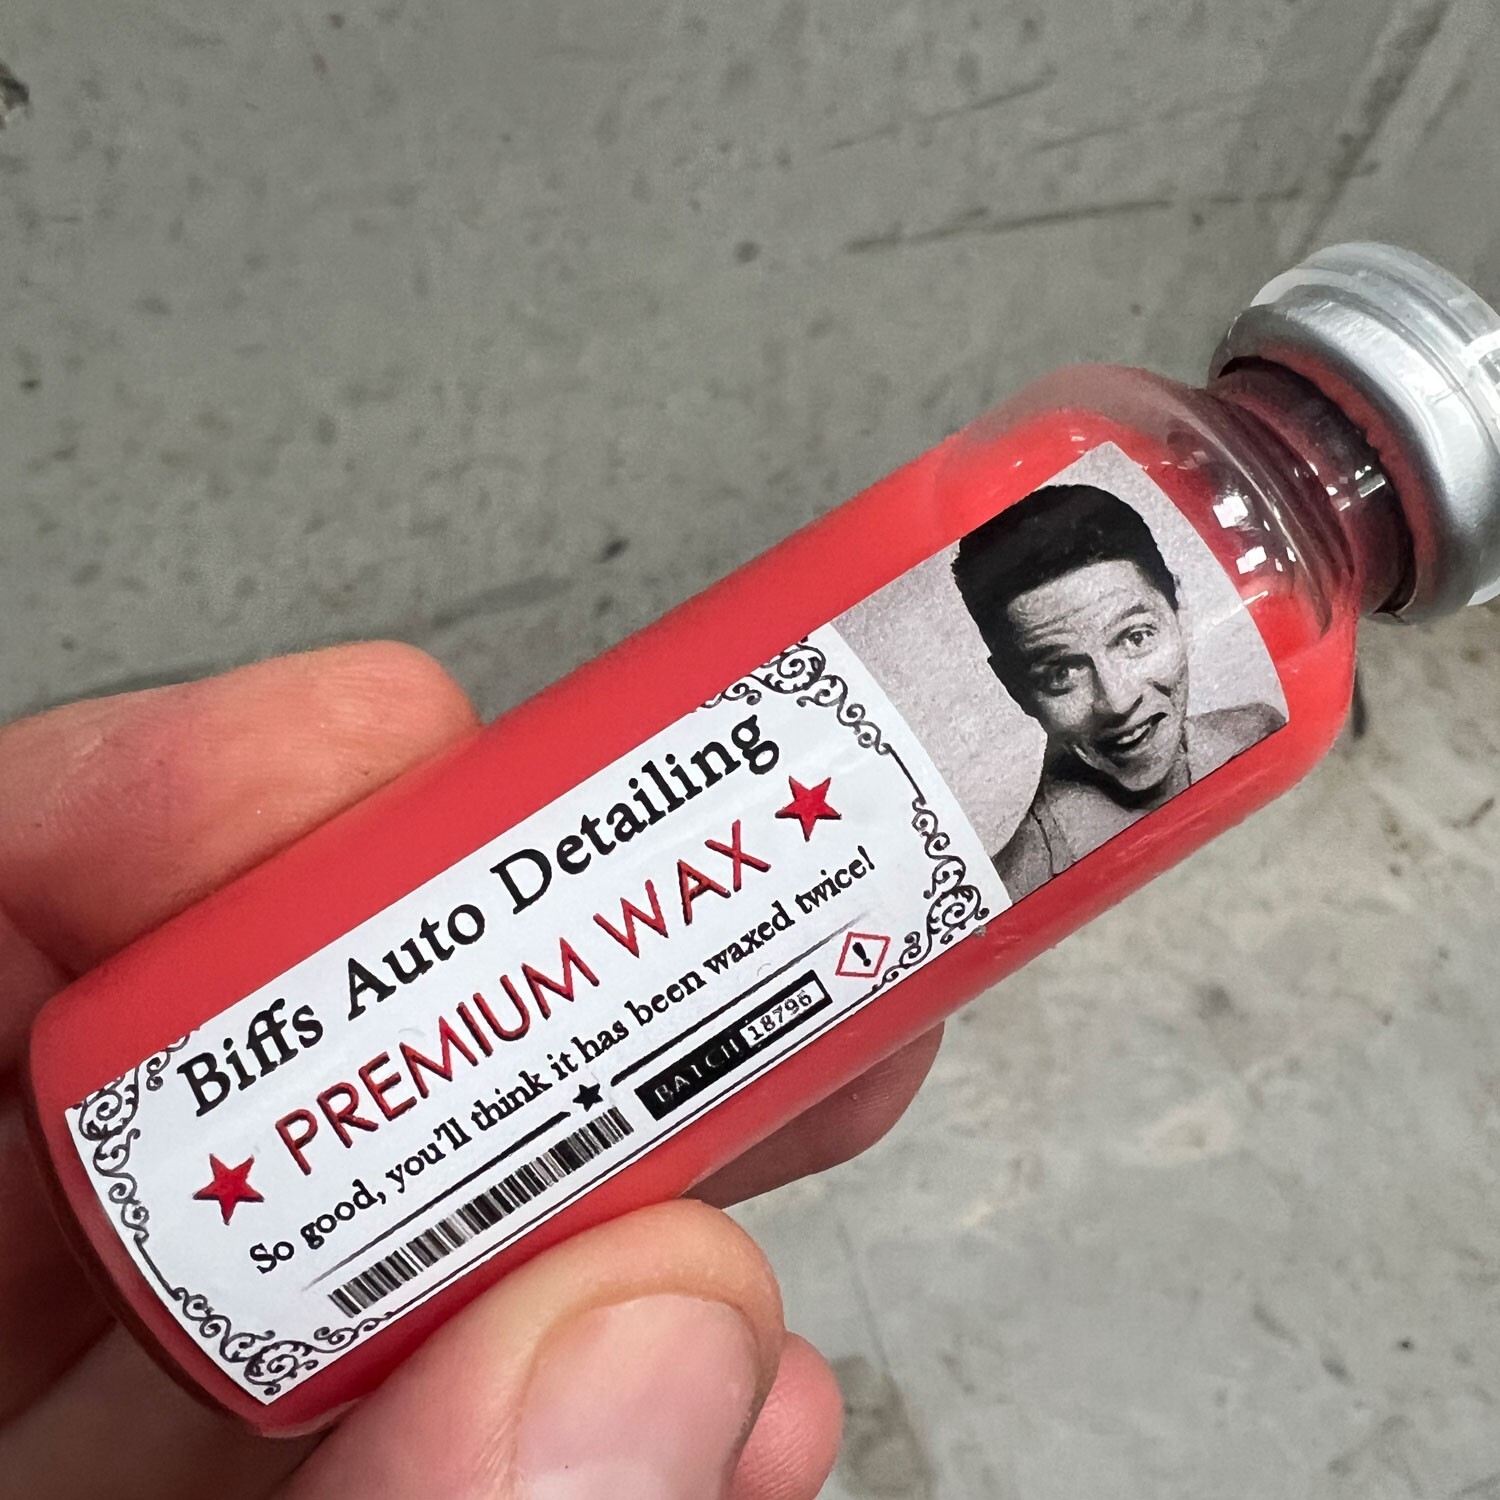 Biffs Auto Detailing
PREMIUM WAX
So good, you'll think it has been waxed twice!
BATCH 18796
!